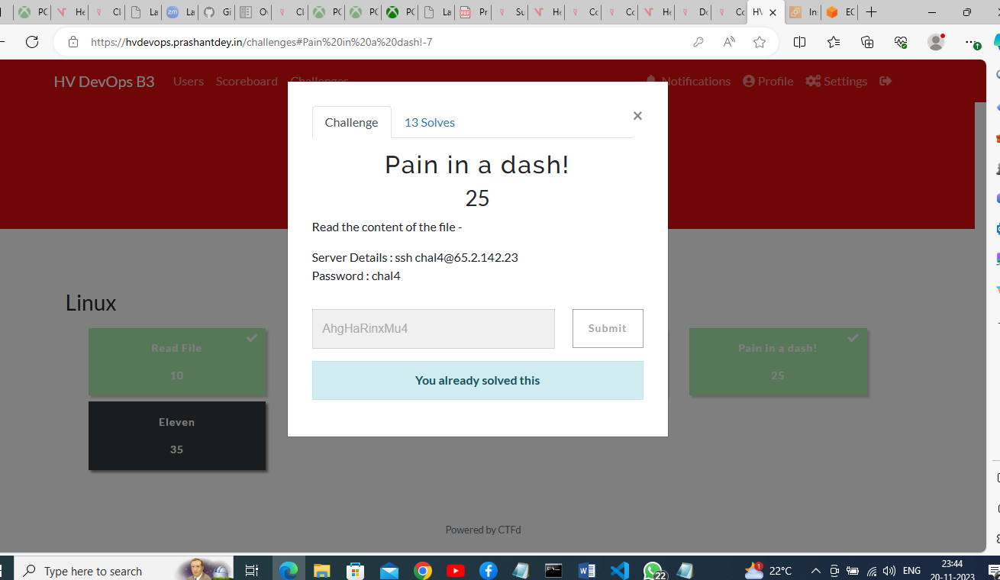 PC He Cl La La Gi Ov Cl PC PC PC La Pr Su He Co Co He De Co HV In EC
https://hvdevops.prashantdey.in/challenges#Pain%20in%20a%20dash!-7
HV DevOps B3 Users Scoreboard Challenges Notifications Profile Settings
Challenge 13 Solves
Pain in a dash!
25
Read the content of the file -
Server Details : ssh chal4@65.2.142.23
Password : chal4
AhgHaRinxMu4 Submit
You already solved this
Linux
Read File
10
Pain in a dash!
25
Eleven
35
Powered by CTFd
Type here to search
22
1
22°C
ENG
23:44
20-11-2023